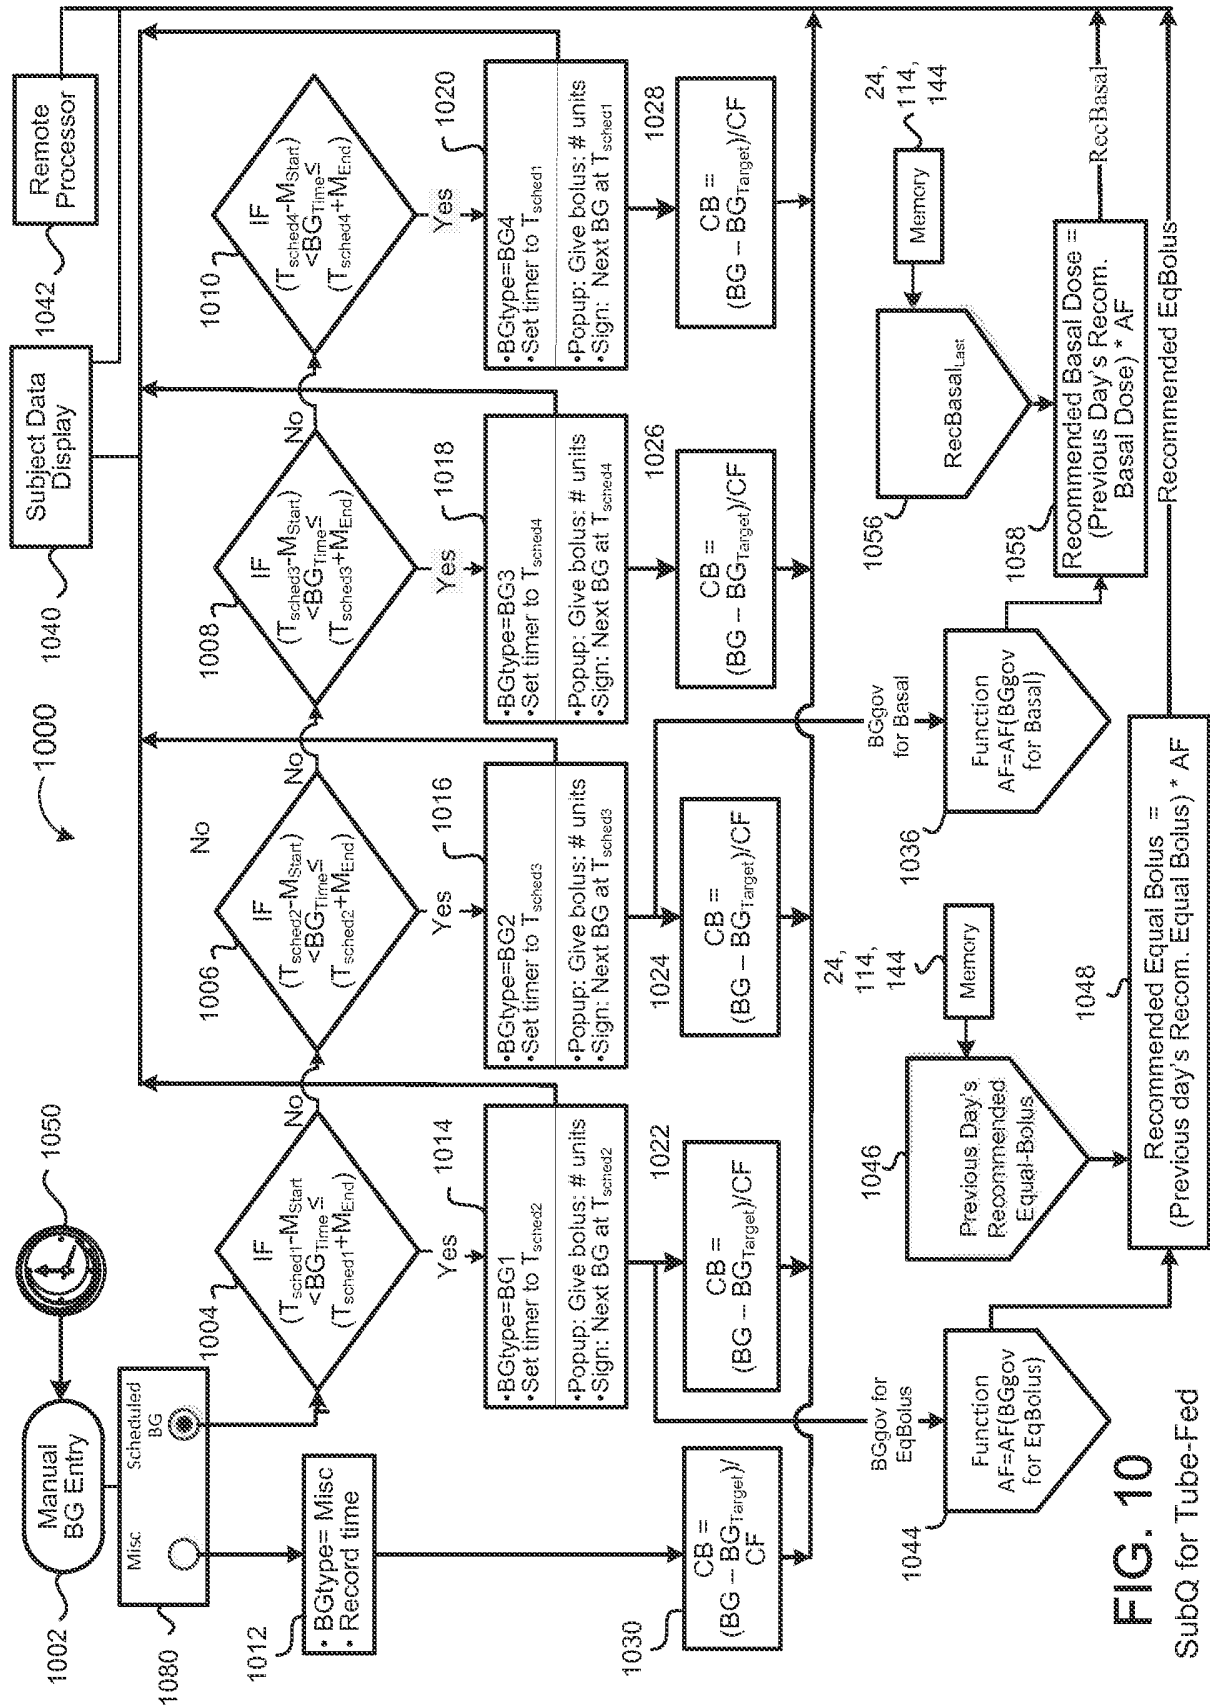 1000
Manual
BG Entry
1002
1050
Misc
Scheduled
BG
1080
Subject Data
Display
1040
Remote
Processor
1042
1004
IF
(Tsched1-MStart
<BGTime≤
(Tsched1+MEnd)
No
Yes
1006
No
IF
(Tsched2-MStart)
<BGTime≤
(Tsched2+MEnd)
No
Yes
1008
IF
(Tsched3-MStart)
<BGTime≤
(Tsched3+MEnd)
No
Yes
1010
IF
(Tsched4-MStart)
<BGTime≤
(Tsched4+MEnd)
Yes
1012
• BGtype= Misc
• Record time
1014
•BGtype=BG1
•Set timer to Tsched2
•Popup: Give bolus: # units
•Sign: Next BG at Tsched2
1016
•BGtype=BG2
•Set timer to Tsched3
•Popup: Give bolus: # units
•Sign: Next BG at Tsched3
1018
•BGtype=BG3
•Set timer to Tsched4
•Popup: Give bolus: # units
•Sign: Next BG at Tsched4
1020
•BGtype=BG4
•Set timer to Tsched1
•Popup: Give bolus: # units
•Sign: Next BG at Tsched1
1030
CB =
(BG – BGTarget)/
CF
1022
CB =
(BG – BGTarget)/CF
1024
CB =
(BG – BGTarget)/CF
1026
CB =
(BG – BGTarget)/CF
1028
CB =
(BG – BGTarget)/CF
BGgov for
EqBolus
1044
Function
AF=AF(BGgov
for EqBolus)
1046
Previous Day's
Recommended
Equal-Bolus
Memory
24,
114,
144
BGgov
for Basal
1036
Function
AF=AF(BGgov
for Basal)
1056
RecBasalLast
Memory
24,
114,
144
1058
Recommended Basal Dose =
(Previous Day's Recom.
Basal Dose) * AF
RecBasal
1048
Recommended Equal Bolus =
(Previous day's Recom. Equal Bolus) * AF
Recommended EqBolus
FIG. 10
SubQ for Tube-Fed